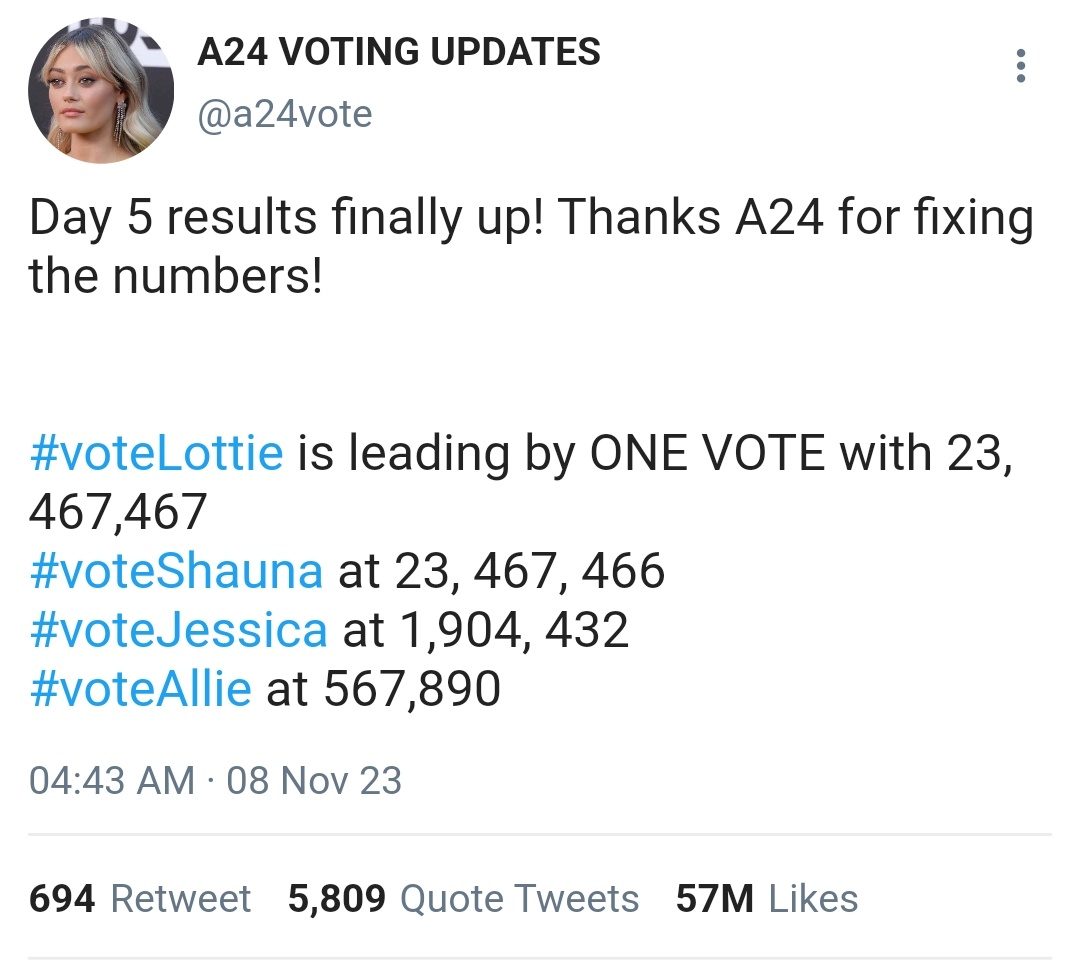 A24 VOTING UPDATES
@a24vote
Day 5 results finally up! Thanks A24 for fixing
the numbers!
#voteLottie is leading by ONE VOTE with 23,
467,467
#voteShauna at 23, 467, 466
#voteJessica at 1,904, 432
#voteAllie at 567,890
04:43 AM · 08 Nov 23
694 Retweet 5,809 Quote Tweets 57M Likes